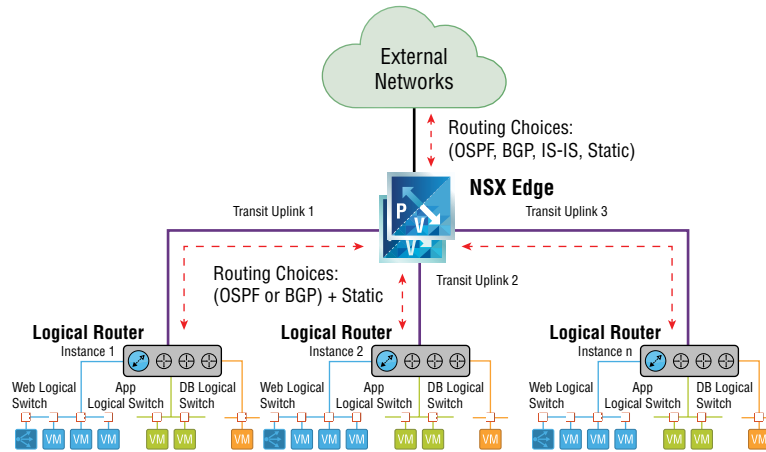 External
Networks
Routing Choices:
(OSPF, BGP, IS-IS, Static)
NSX Edge
P
V
V
Transit Uplink 1
Transit Uplink 3
Routing Choices:
(OSPF or BGP) + Static
Transit Uplink 2
Logical Router
Instance 1
Logical Router
Instance 2
Logical Router
Instance n
Web Logical
Switch
App
Logical Switch
DB Logical
Switch
Web Logical
Switch
App
Logical Switch
DB Logical
Switch
Web Logical
Switch
App
Logical Switch
DB Logical
Switch
VM VM VM VM VM VM
VM VM VM VM VM VM
VM VM VM VM VM VM